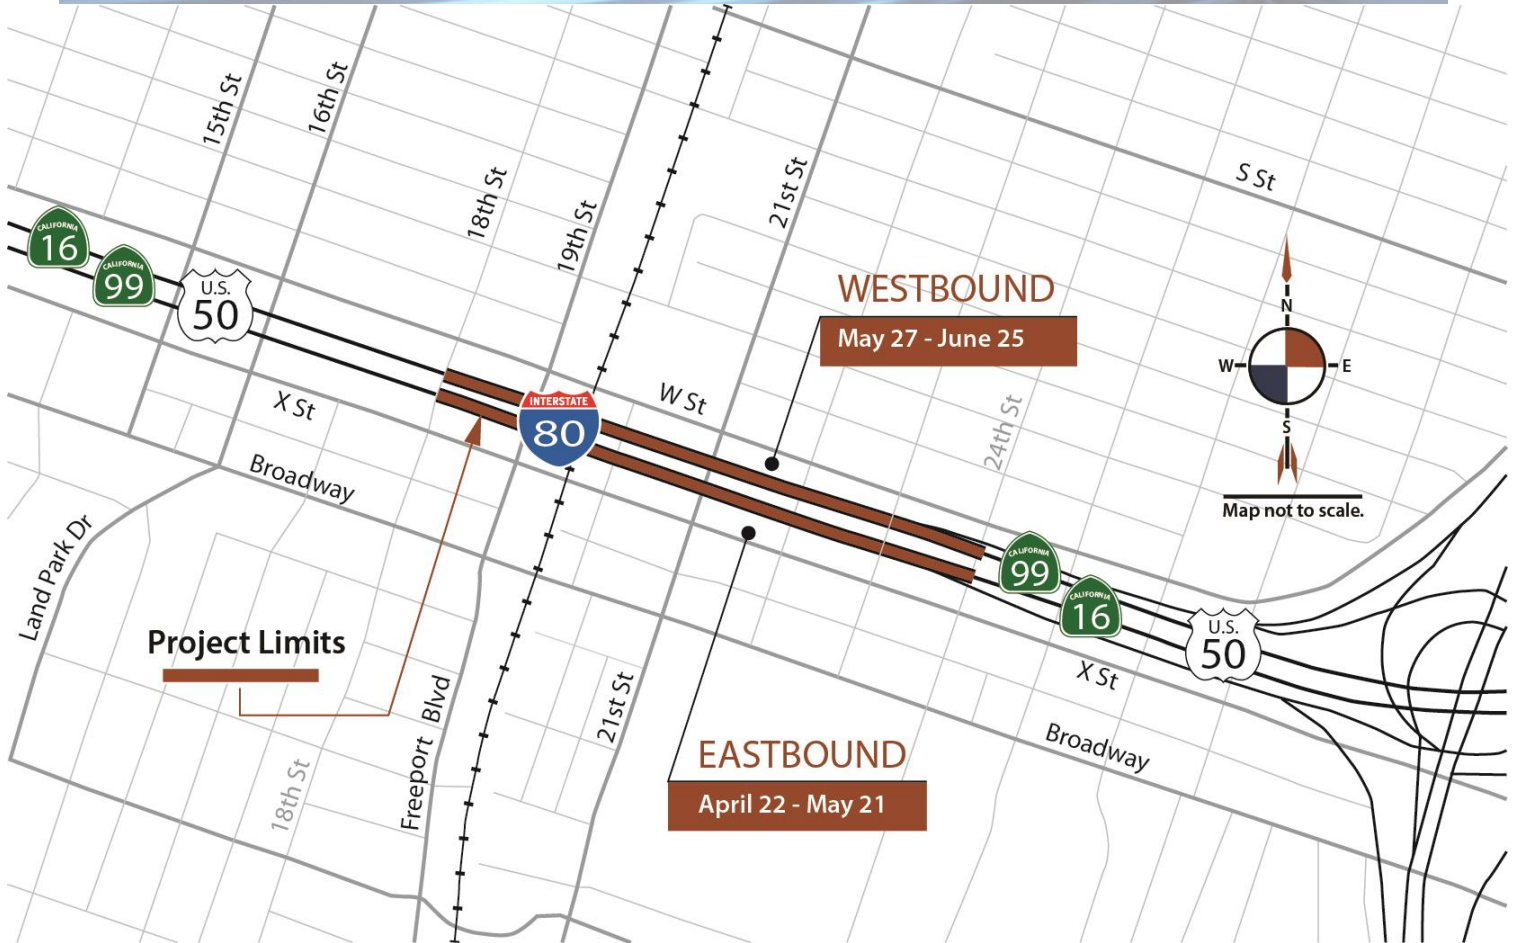 15th St
16th St
18th St
19th St
21st St
S St
CALIFORNIA
16
CALIFORNIA
99
U.S.
50
WESTBOUND
May 27 - June 25
N
W
E
S
Map not to scale.
INTERSTATE
80
W St
X St
24th St
Broadway
Land Park Dr
CALIFORNIA
99
CALIFORNIA
16
U.S.
50
Project Limits
X St
Freeport Blvd
21st St
EASTBOUND
April 22 - May 21
Broadway
18th St